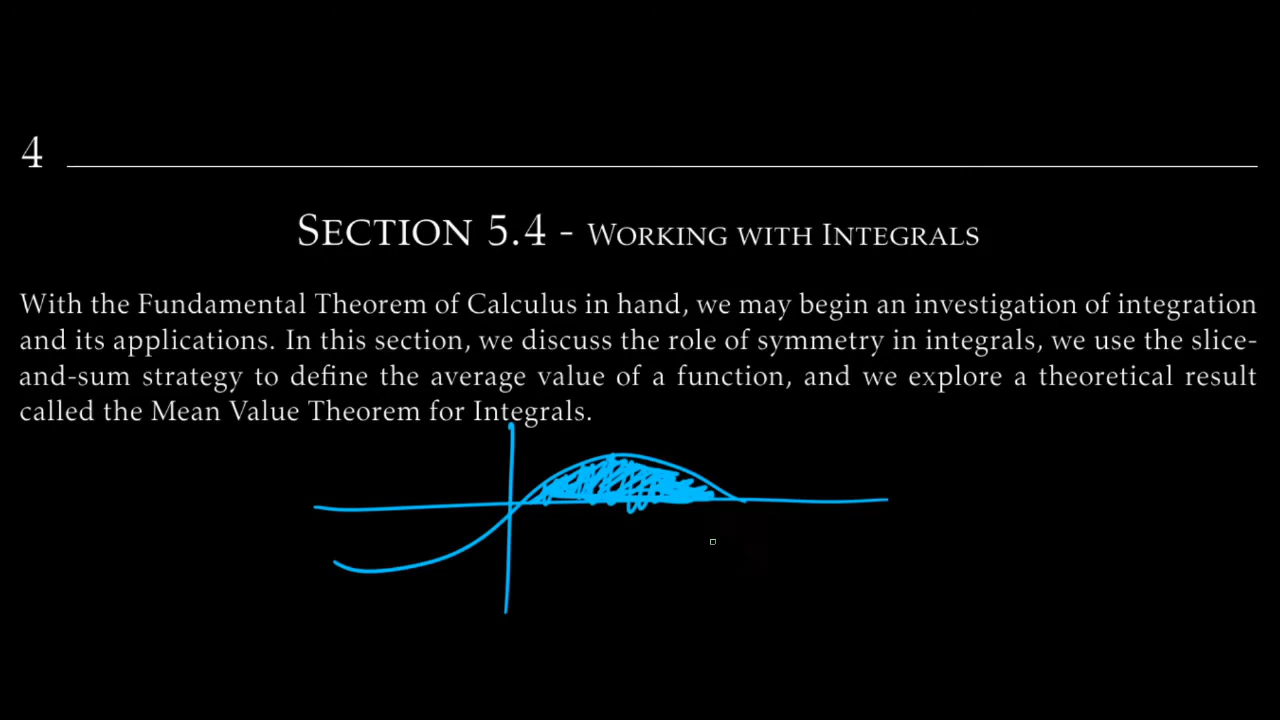 4
SECTION 5.4 - WORKING WITH INTEGRALS
With the Fundamental Theorem of Calculus in hand, we may begin an investigation of integration
and its applications. In this section, we discuss the role of symmetry in integrals, we use the slice-
and-sum strategy to define the average value of a function, and we explore a theoretical result
called the Mean Value Theorem for Integrals.